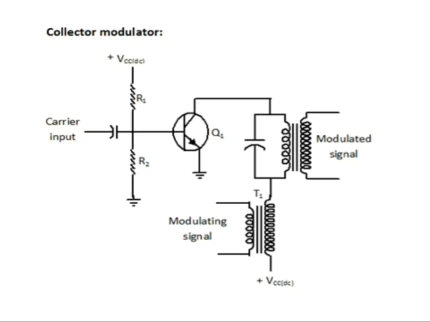 Collector modulator:
+ Vcc(dc)
R₁
Carrier
input
Q₁
R₂
Modulated
signal
T₁
Modulating
signal
+ Vcc(dc)